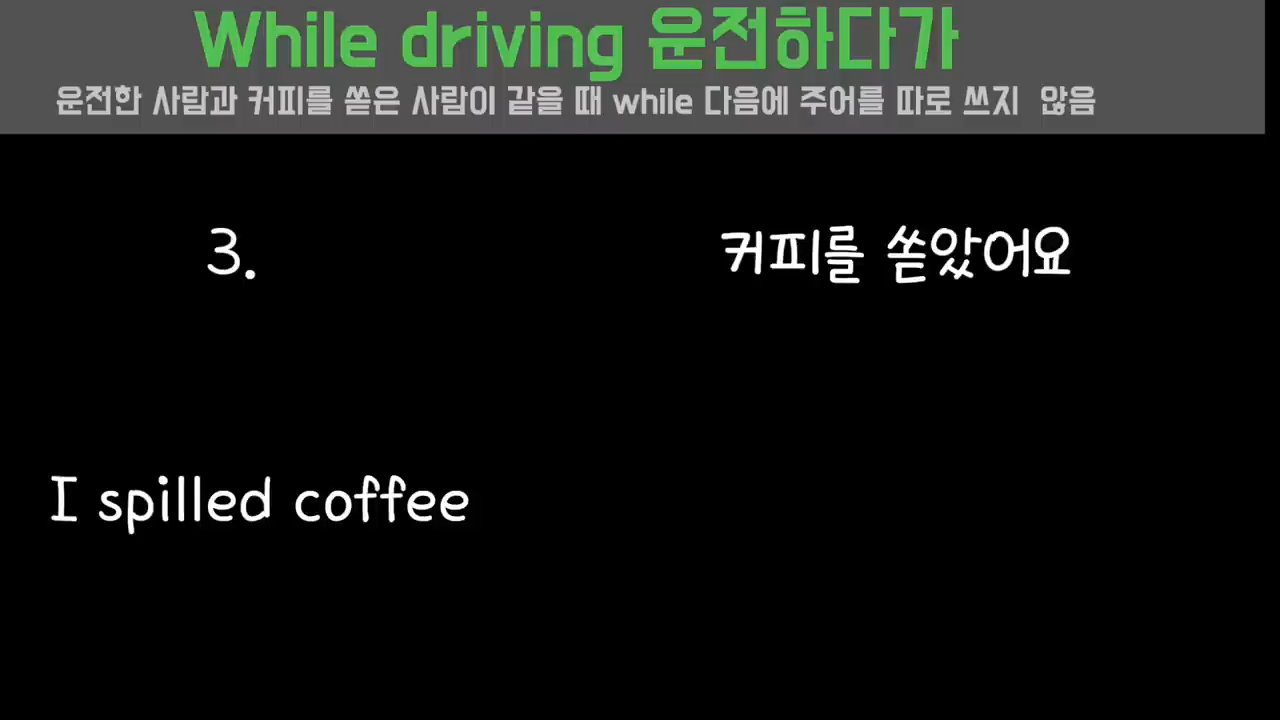 While driving 운전하다가
운전한 사람과 커피를 쏟은 사람이 같을 때 while 다음에 주어를 따로 쓰지 않음
3. 커피를 쏟았어요
I spilled coffee